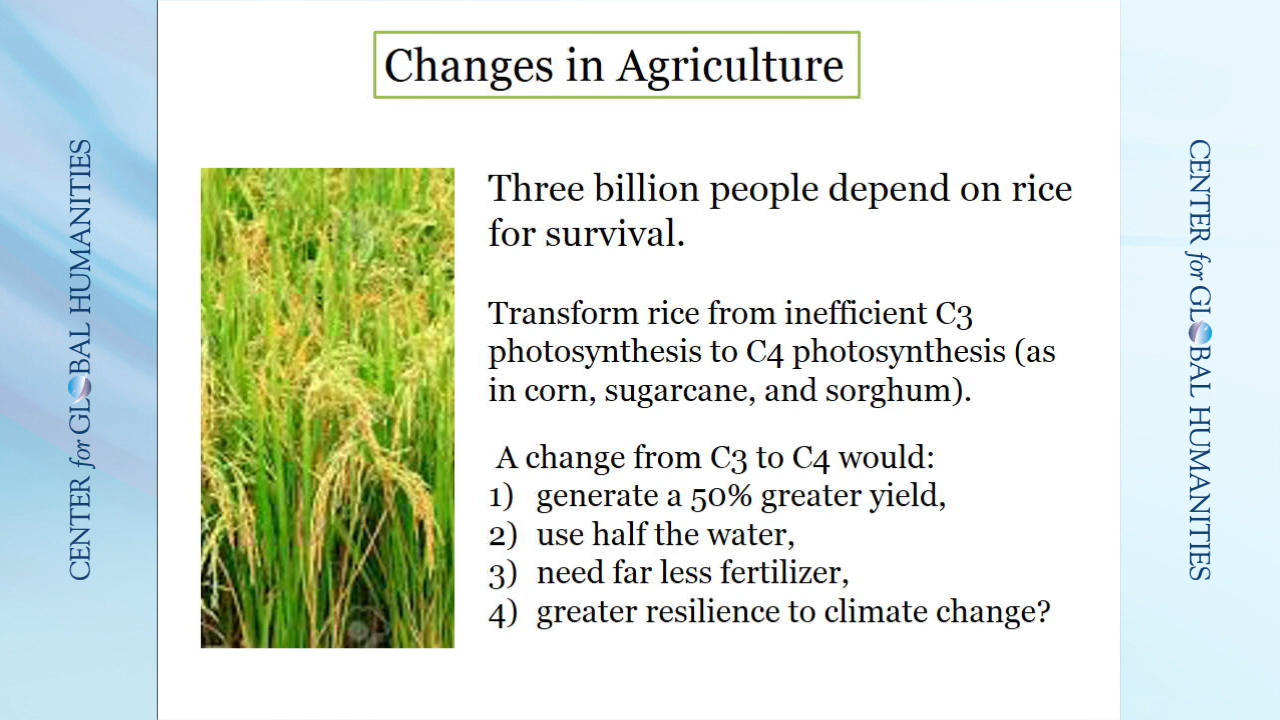 Changes in Agriculture
CENTER for GLOBAL HUMANITIES
Three billion people depend on rice
for survival.
Transform rice from inefficient C3
photosynthesis to C4 photosynthesis (as
in corn, sugarcane, and sorghum).
A change from C3 to C4 would:
1) generate a 50% greater yield,
2) use half the water,
3) need far less fertilizer,
4) greater resilience to climate change?
CENTER for GLOBAL HUMANITIES